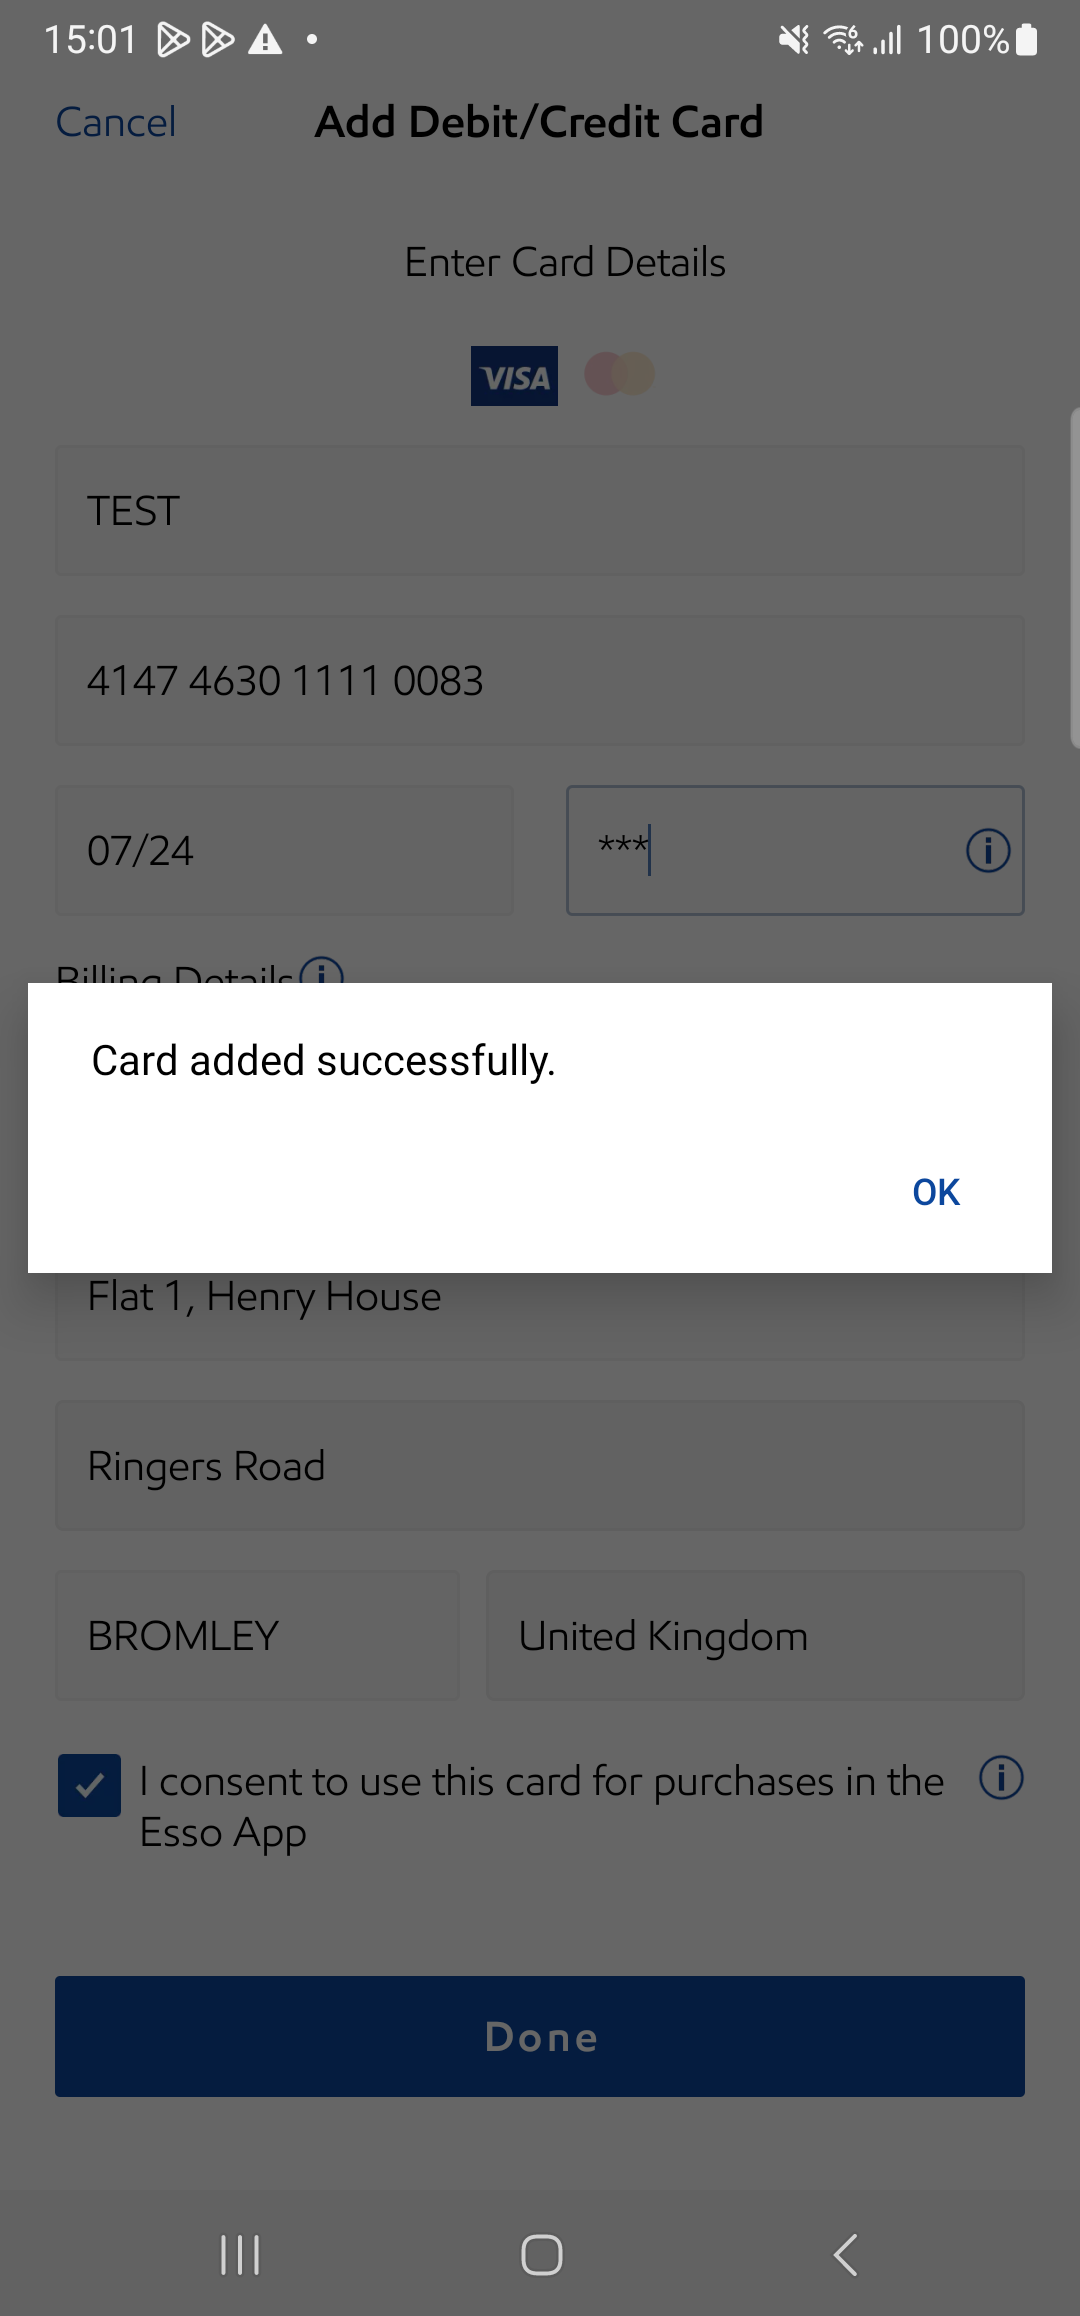 15:01 100%
Cancel Add Debit/Credit Card
Enter Card Details
VISA
TEST
4147 4630 1111 0083
07/24 ***
Billing Details
Card added successfully.
OK
Flat 1, Henry House
Ringers Road
BROMLEY United Kingdom
I consent to use this card for purchases in the
Esso App
Done